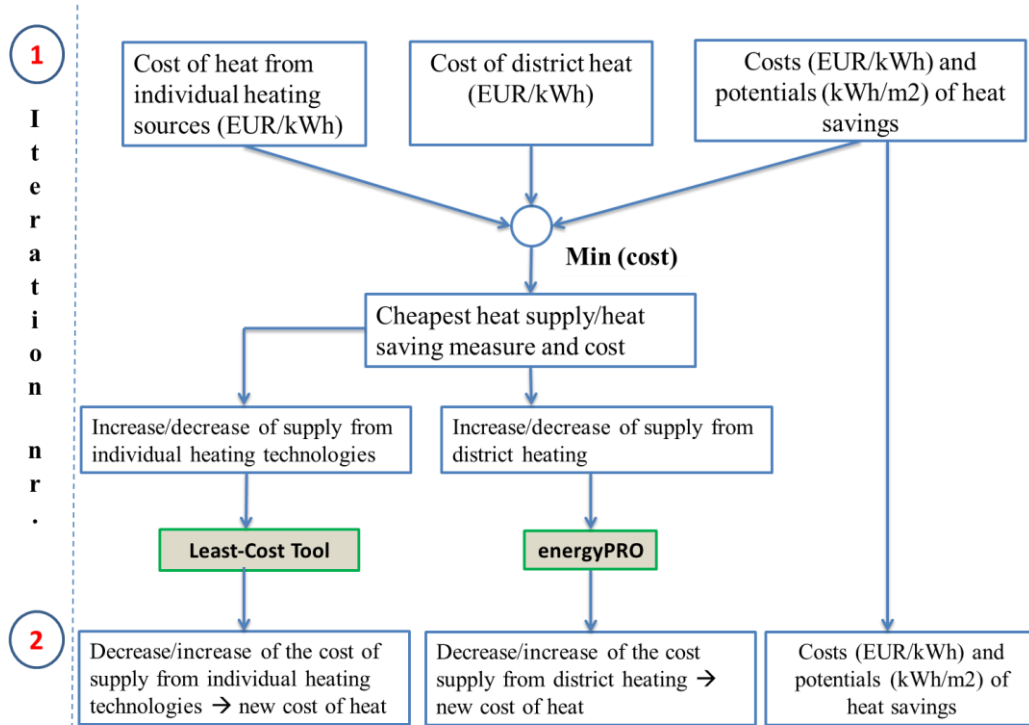 1
Iteration nr.
Cost of heat from
individual heating
sources (EUR/kWh)
Cost of district heat
(EUR/kWh)
Costs (EUR/kWh) and
potentials (kWh/m2) of heat
savings
Min (cost)
Cheapest heat supply/heat
saving measure and cost
Increase/decrease of supply from
individual heating technologies
Increase/decrease of supply from
district heating
Least-Cost Tool
energyPRO
2
Decrease/increase of the cost of
supply from individual heating
technologies → new cost of heat
Decrease/increase of the cost
supply from district heating →
new cost of heat
Costs (EUR/kWh) and
potentials (kWh/m2) of
heat savings